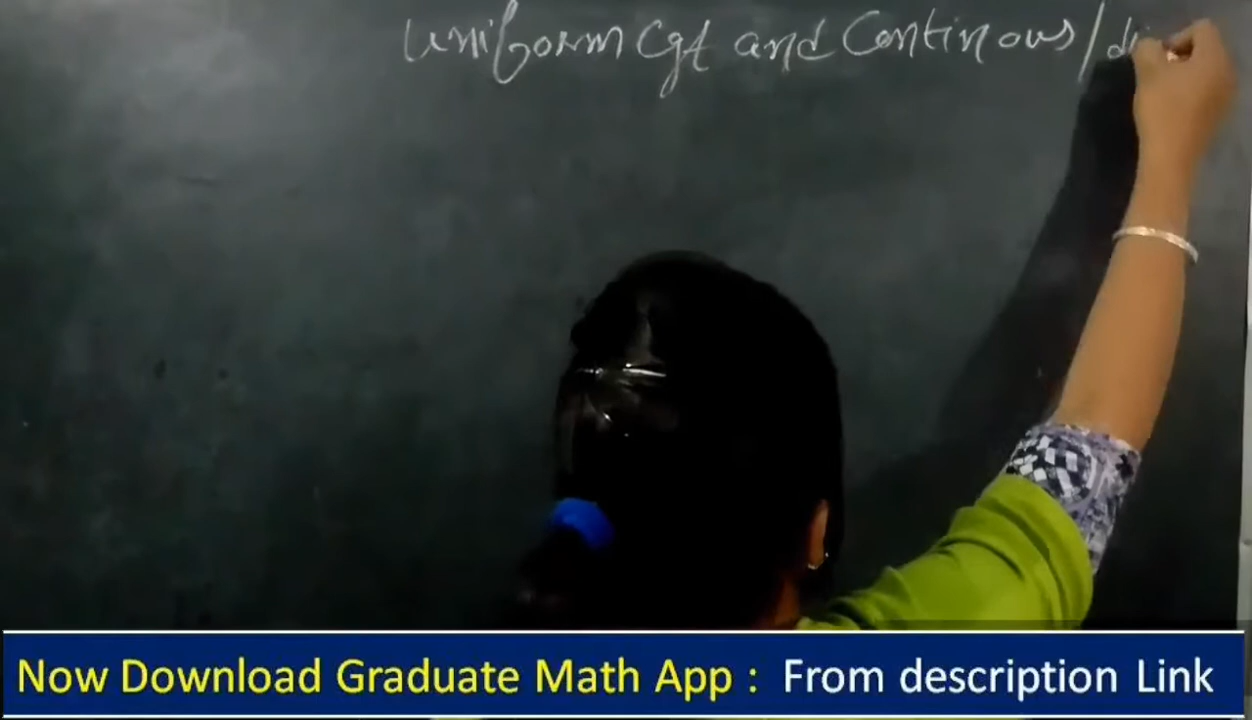 uniform Cgt and Continous/
Now Download Graduate Math App : From description Link